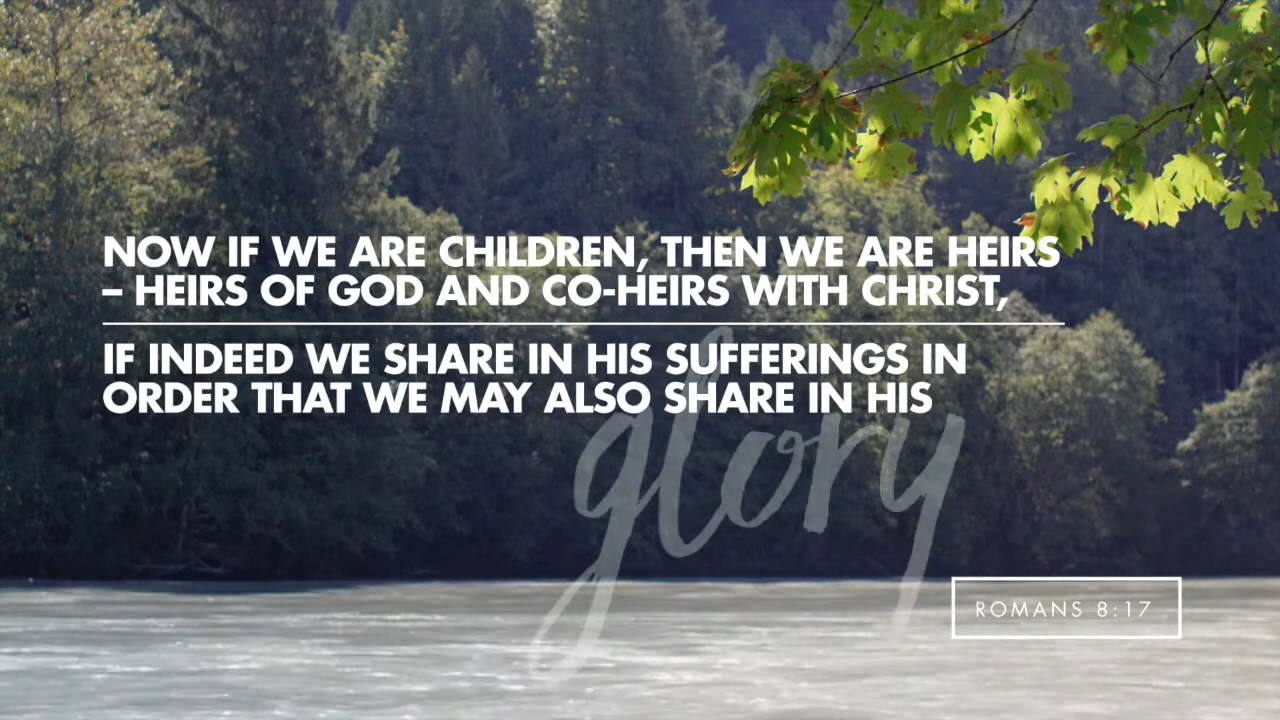 NOW IF WE ARE CHILDREN, THEN WE ARE HEIRS
– HEIRS OF GOD AND CO-HEIRS WITH CHRIST,
IF INDEED WE SHARE IN HIS SUFFERINGS IN
ORDER THAT WE MAY ALSO SHARE IN HIS
glory
ROMANS 8:17